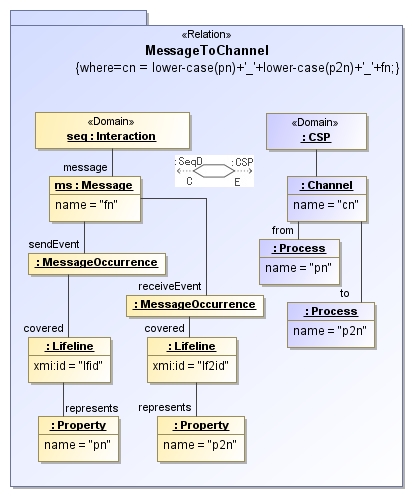 «Relation»
MessageToChannel
{where=cn = lower-case(pn)+'_'+lower-case(p2n)+'_'+fn;}
«Domain»
seq : Interaction
«Domain»
: CSP
message
: SeqD
: CSP
C
E
ms : Message
name = "fn"
: Channel
name = "cn"
sendEvent
from
: MessageOccurrence
: Process
name = "pn"
receiveEvent
to
: MessageOccurrence
: Process
name = "p2n"
covered
covered
: Lifeline
xmi:id = "lfid"
: Lifeline
xmi:id = "lf2id"
represents
represents
: Property
name = "pn"
: Property
name = "p2n"